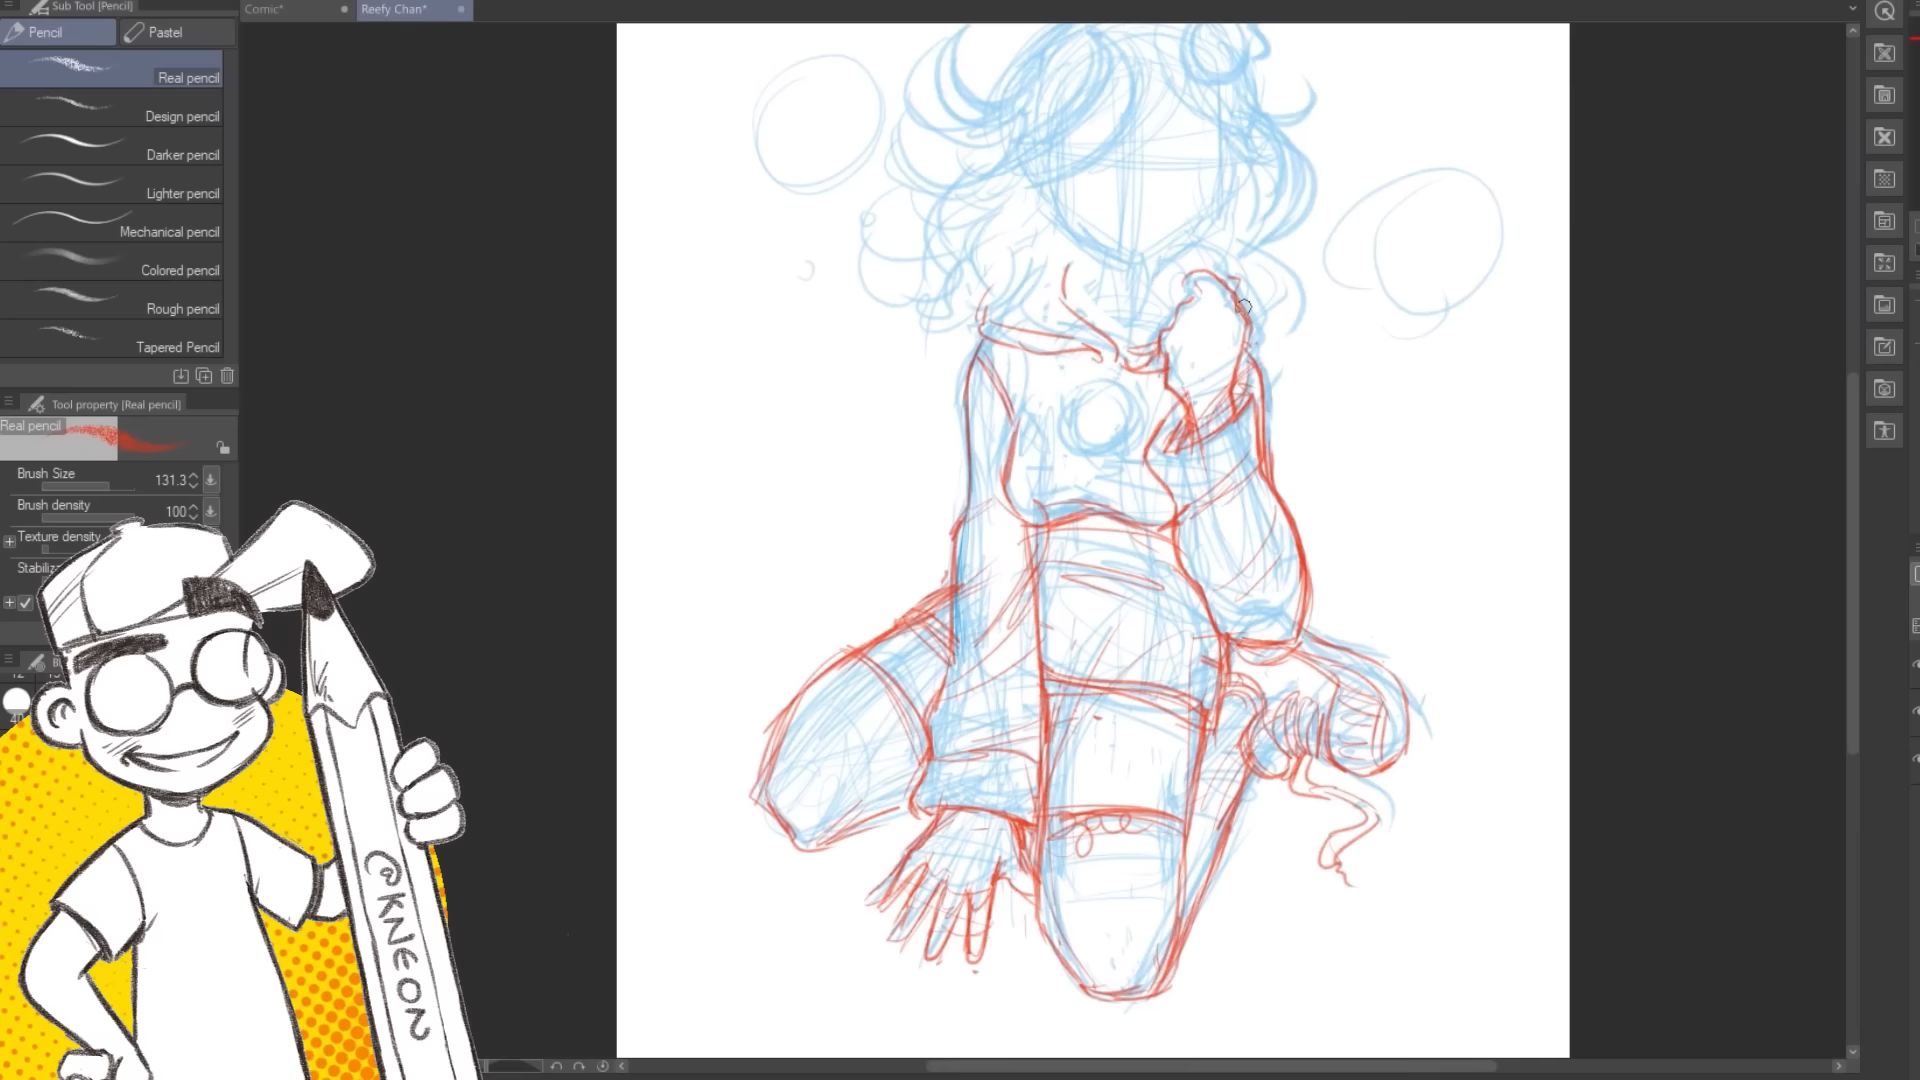 Sub Tool [Pencil]
Comic*
Reefy Chan*
Pencil
Pastel
Real pencil
Design pencil
Darker pencil
Lighter pencil
Mechanical pencil
Colored pencil
Rough pencil
Tapered Pencil
Tool property [Real pencil]
Real pencil
Brush Size
131.3
Brush density
100
Texture density
@KNEON